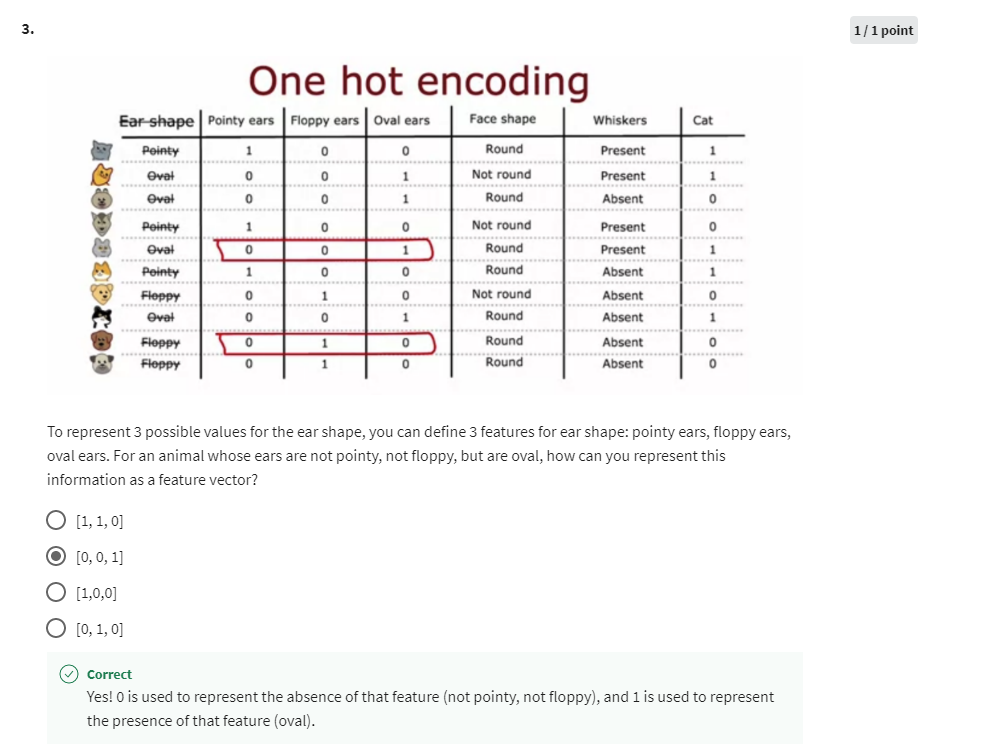 3.
1 / 1 point
One hot encoding
Ear shape Pointy ears Floppy ears Oval ears Face shape Whiskers Cat
Pointy 1 0 0 Round Present 1
Oval 0 0 1 Not round Present 1
Oval 0 0 1 Round Absent 0
Pointy 1 0 0 Not round Present 0
Oval 0 0 1 Round Present 1
Pointy 1 0 0 Round Absent 1
Floppy 0 1 0 Not round Absent 0
Oval 0 0 1 Round Absent 1
Floppy 0 1 0 Round Absent 0
Floppy 0 1 0 Round Absent 0
To represent 3 possible values for the ear shape, you can define 3 features for ear shape: pointy ears, floppy ears,
oval ears. For an animal whose ears are not pointy, not floppy, but are oval, how can you represent this
information as a feature vector?
[1, 1, 0]
[0, 0, 1]
[1,0,0]
[0, 1, 0]
Correct
Yes! 0 is used to represent the absence of that feature (not pointy, not floppy), and 1 is used to represent
the presence of that feature (oval).